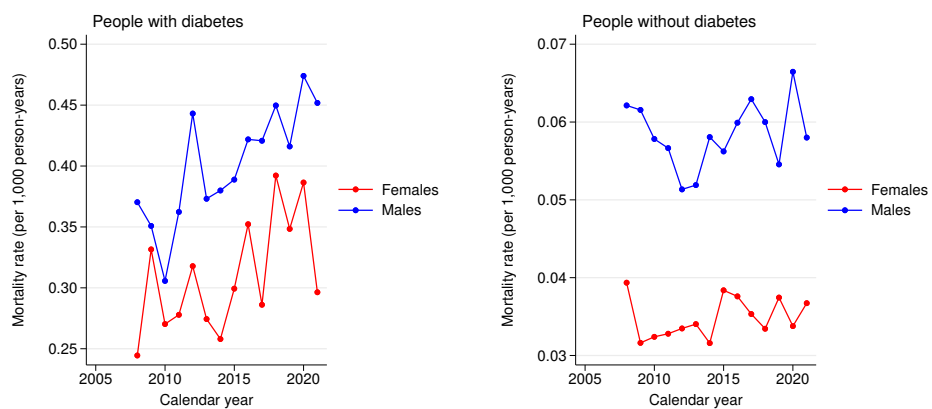 People with diabetes
Mortality rate (per 1,000 person-years)
0.50
0.45
0.40
0.35
0.30
0.25
2005 2010 2015 2020
Calendar year
Females
Males
People without diabetes
Mortality rate (per 1,000 person-years)
0.07
0.06
0.05
0.04
0.03
2005 2010 2015 2020
Calendar year
Females
Males